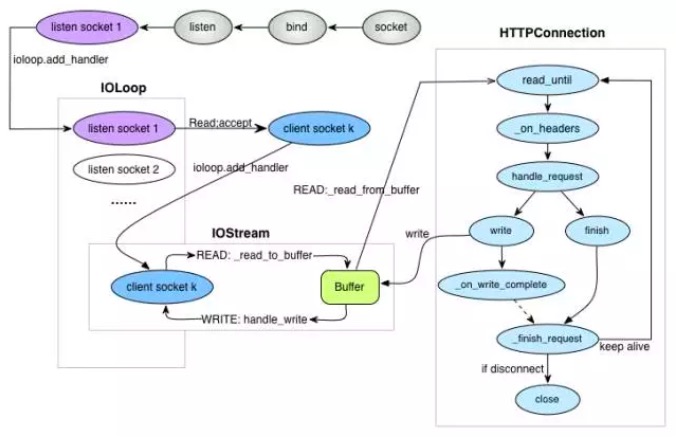 listen socket 1
listen
bind
socket
HTTPConnection
ioloop.add_handler
IOLoop
read_until
listen socket 1
Read;accept
client socket k
_on_headers
listen socket 2
ioloop.add_handler
handle_request
......
READ:_read_from_buffer
IOStream
write
write
finish
READ: _read_to_buffer
client socket k
Buffer
_on_write_complete
WRITE: handle_write
_finish_request
keep alive
if disconnect
close